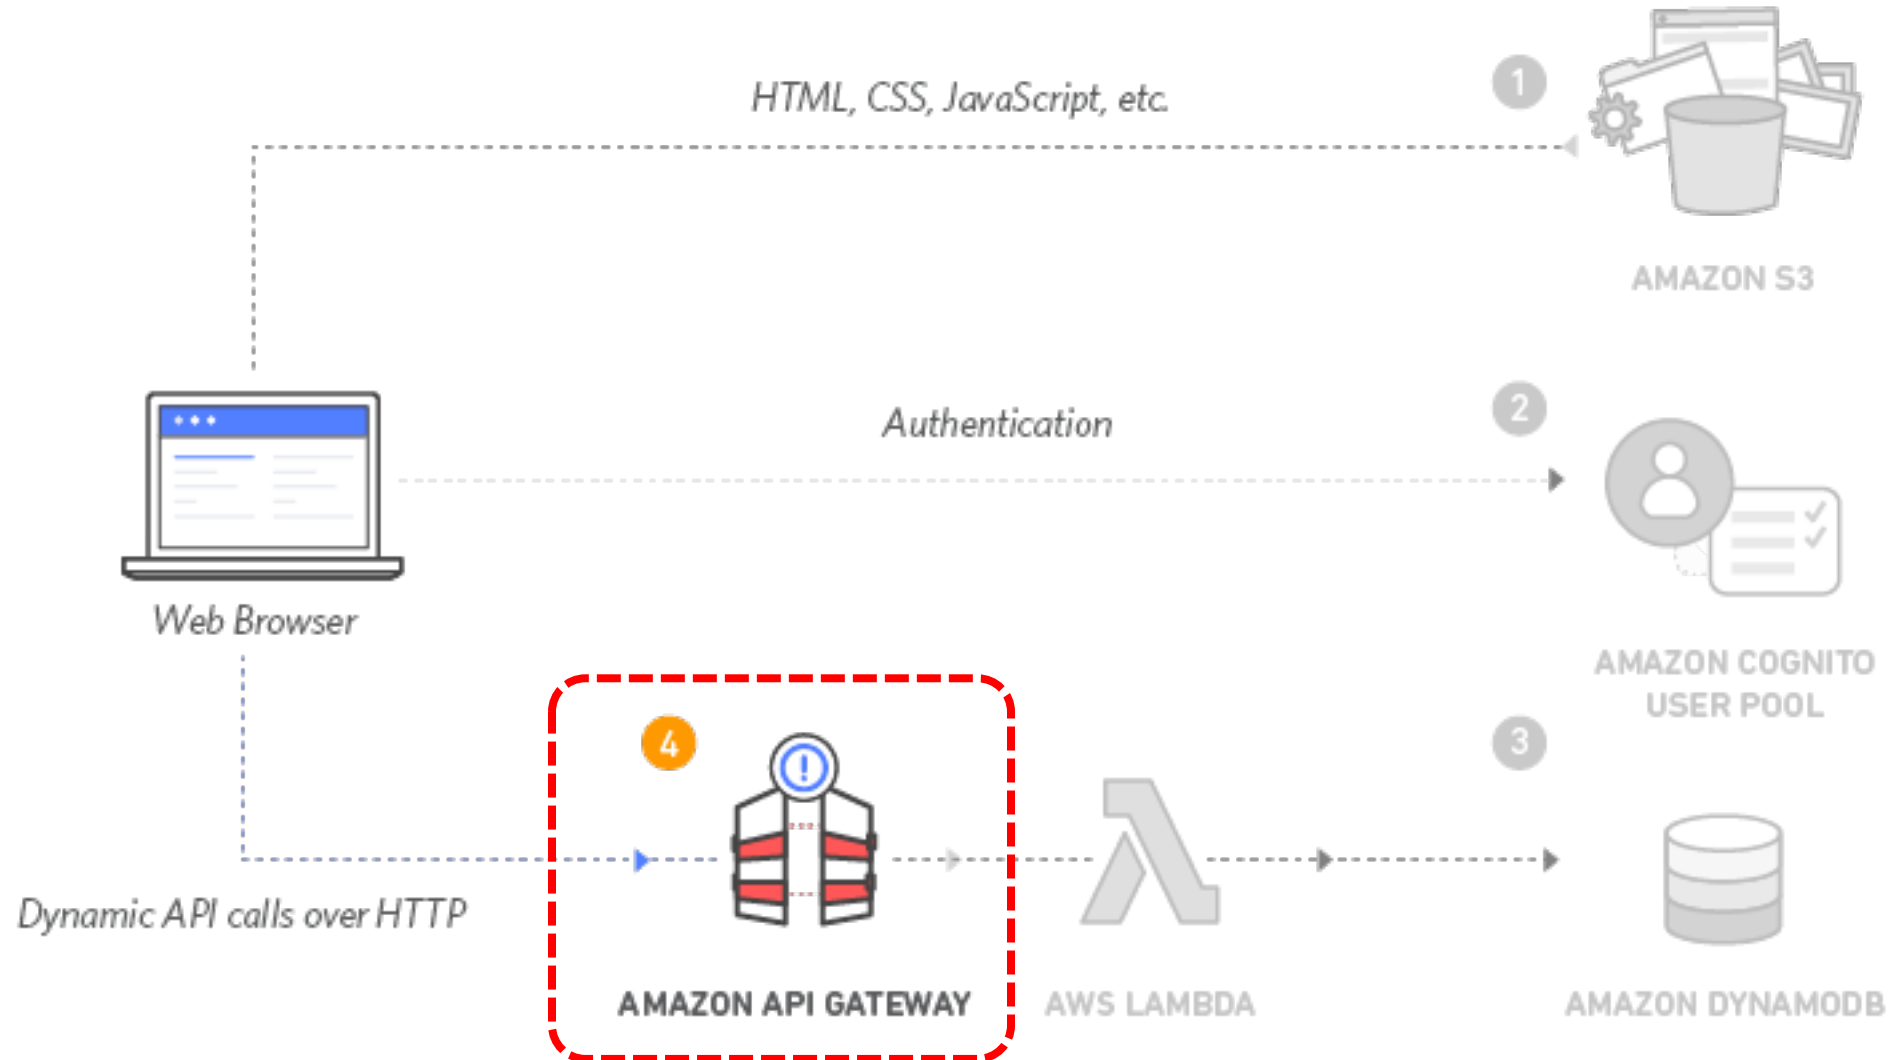 HTML, CSS, JavaScript, etc.
1
AMAZON S3
Authentication
2
Web Browser
AMAZON COGNITO
USER POOL
4
3
Dynamic API calls over HTTP
AMAZON API GATEWAY
AWS LAMBDA
AMAZON DYNAMODB